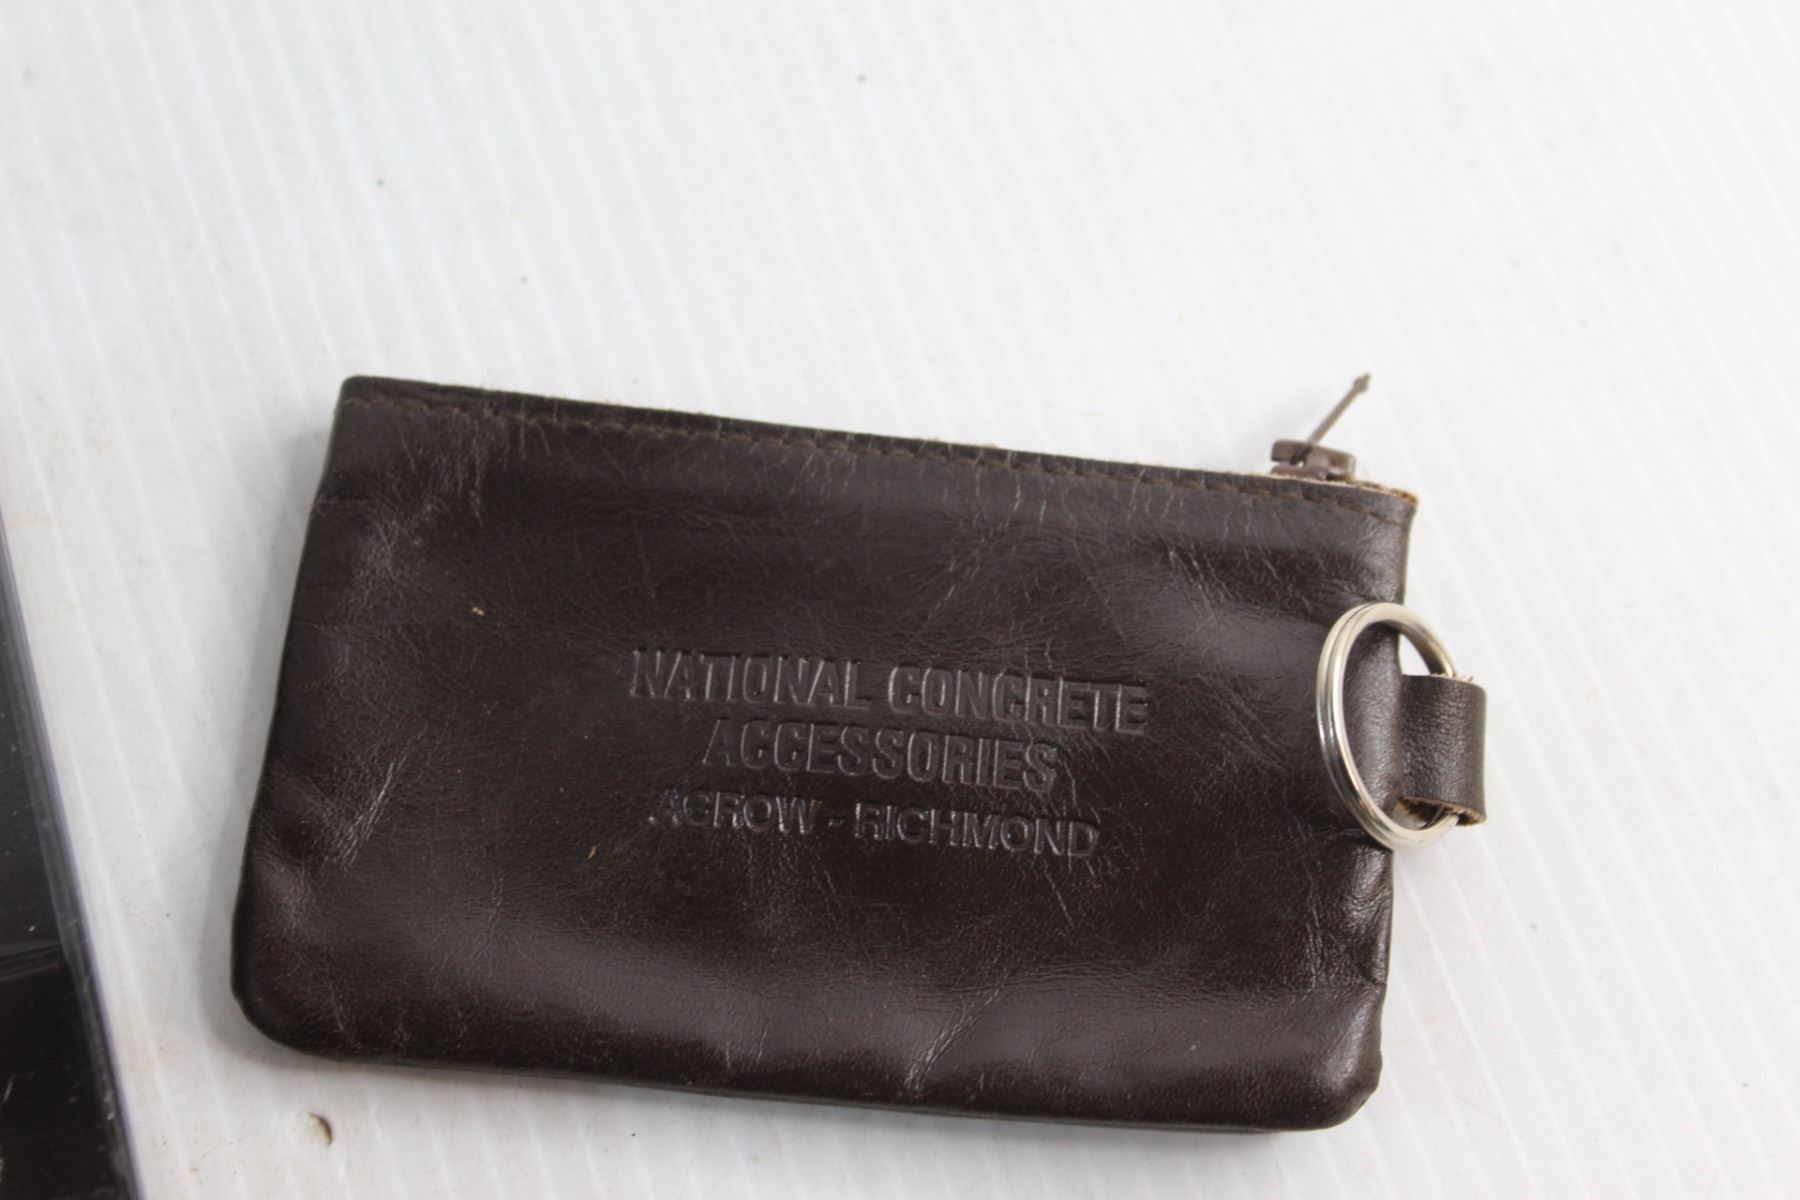 NATIONAL CONCRETE
ACCESSORIES
ACROW - RICHMOND